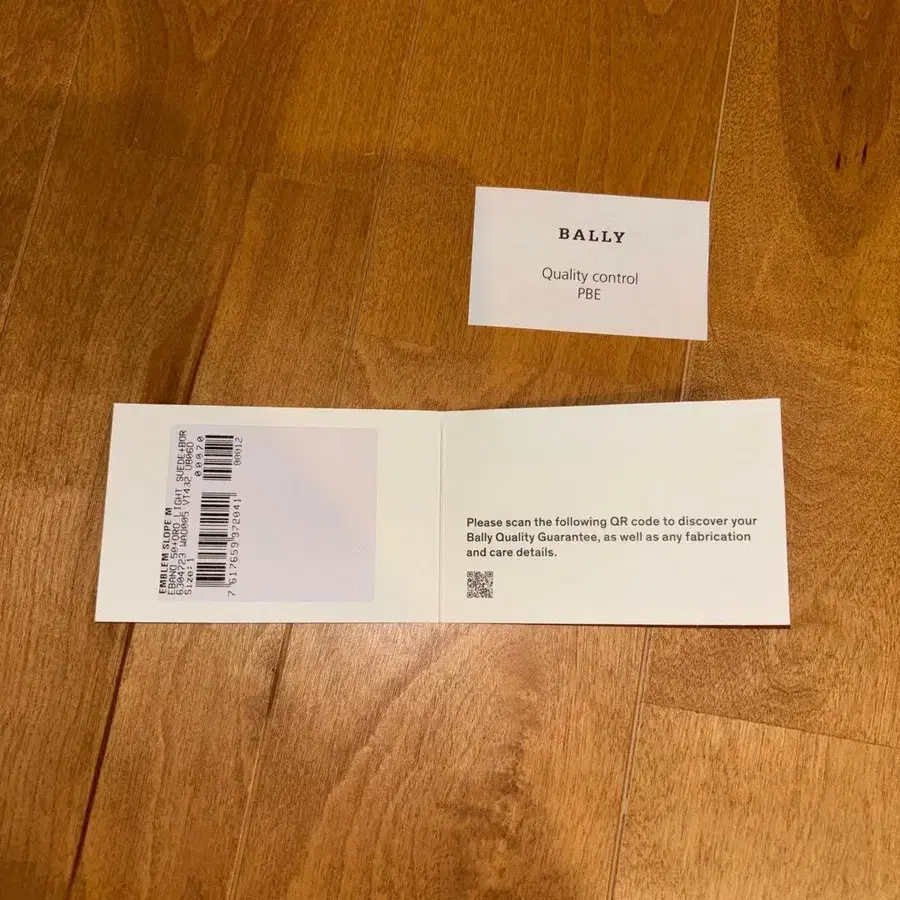 BALLY
Quality control
PBE
EMBLEM SLOPE M
EBANO 50+ORO LIGHT SUEDE+BOR
6304723 WAO005 VT432 U806O
Size: 1
7 617659 972041
00070
00012
Please scan the following QR code to discover your
Bally Quality Guarantee, as well as any fabrication
and care details.